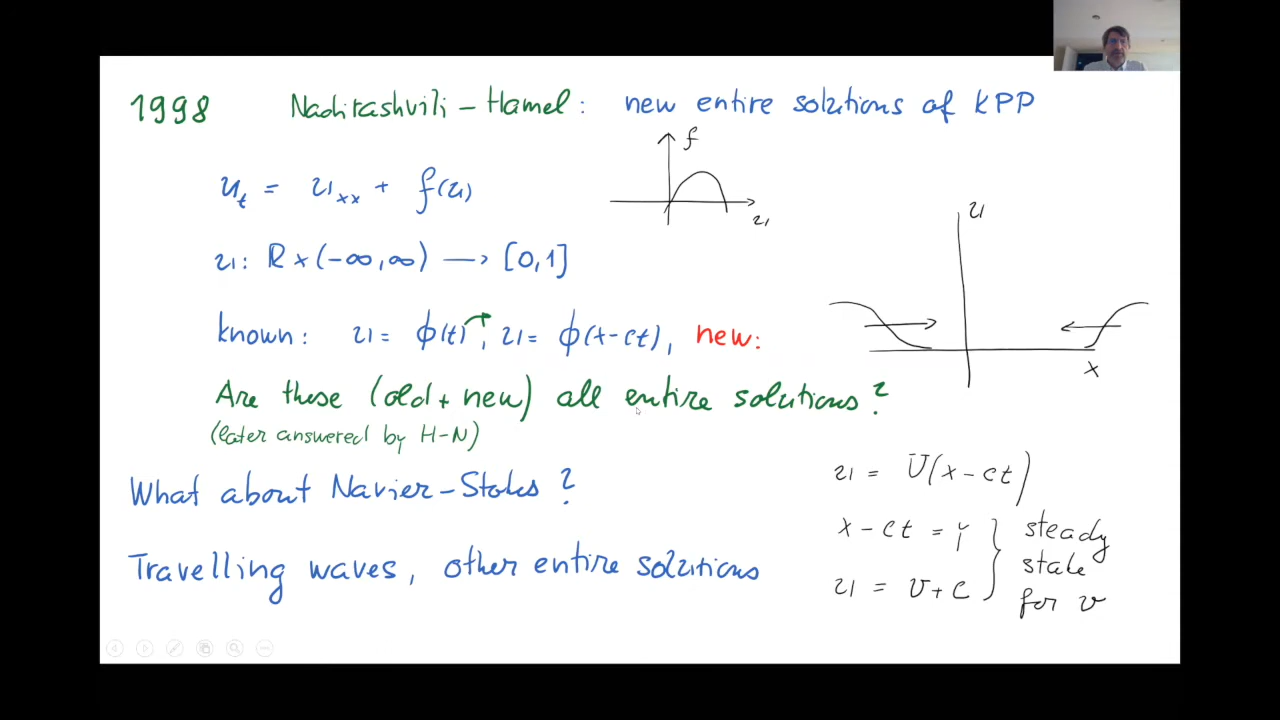 1998 Nadirashvili – Hamel: new entire solutions of KPP
f
u
u_t = u_xx + f(u)
u
u: R × (-∞,∞) → [0,1]
known: u = ϕ(t), u = ϕ(x-ct), new:
x
Are these (old + new) all entire solutions?
(later answered by H-N)
u = U(x-ct)
What about Navier-Stokes?
x-ct = y } steady
state
Travelling waves, other entire solutions
u = v + c
for v